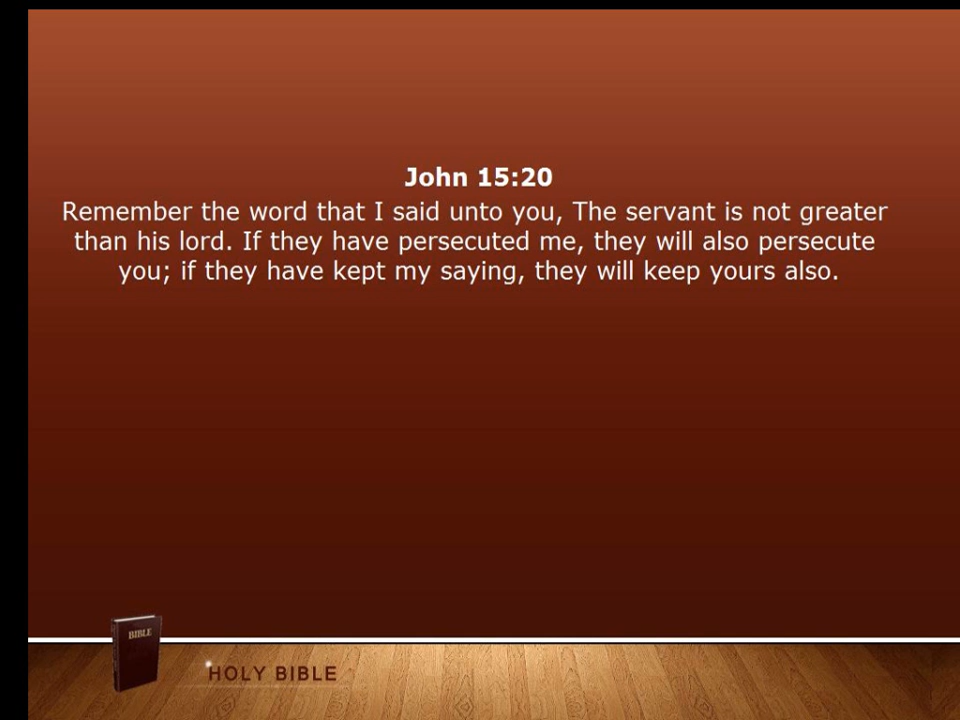 John 15:20
Remember the word that I said unto you, The servant is not greater
than his lord. If they have persecuted me, they will also persecute
you; if they have kept my saying, they will keep yours also.
BIBLE
HOLY BIBLE